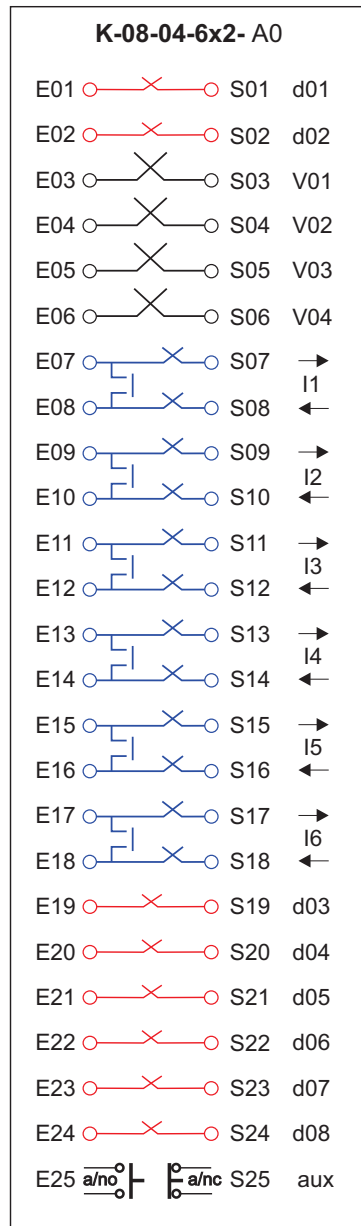 K-08-04-6x2- A0
E01 S01 d01
E02 S02 d02
E03 S03 V01
E04 S04 V02
E05 S05 V03
E06 S06 V04
E07 S07
I1
E08 S08
E09 S09
I2
E10 S10
E11 S11
I3
E12 S12
E13 S13
I4
E14 S14
E15 S15
I5
E16 S16
E17 S17
I6
E18 S18
E19 S19 d03
E20 S20 d04
E21 S21 d05
E22 S22 d06
E23 S23 d07
E24 S24 d08
E25 a/no a/nc S25 aux